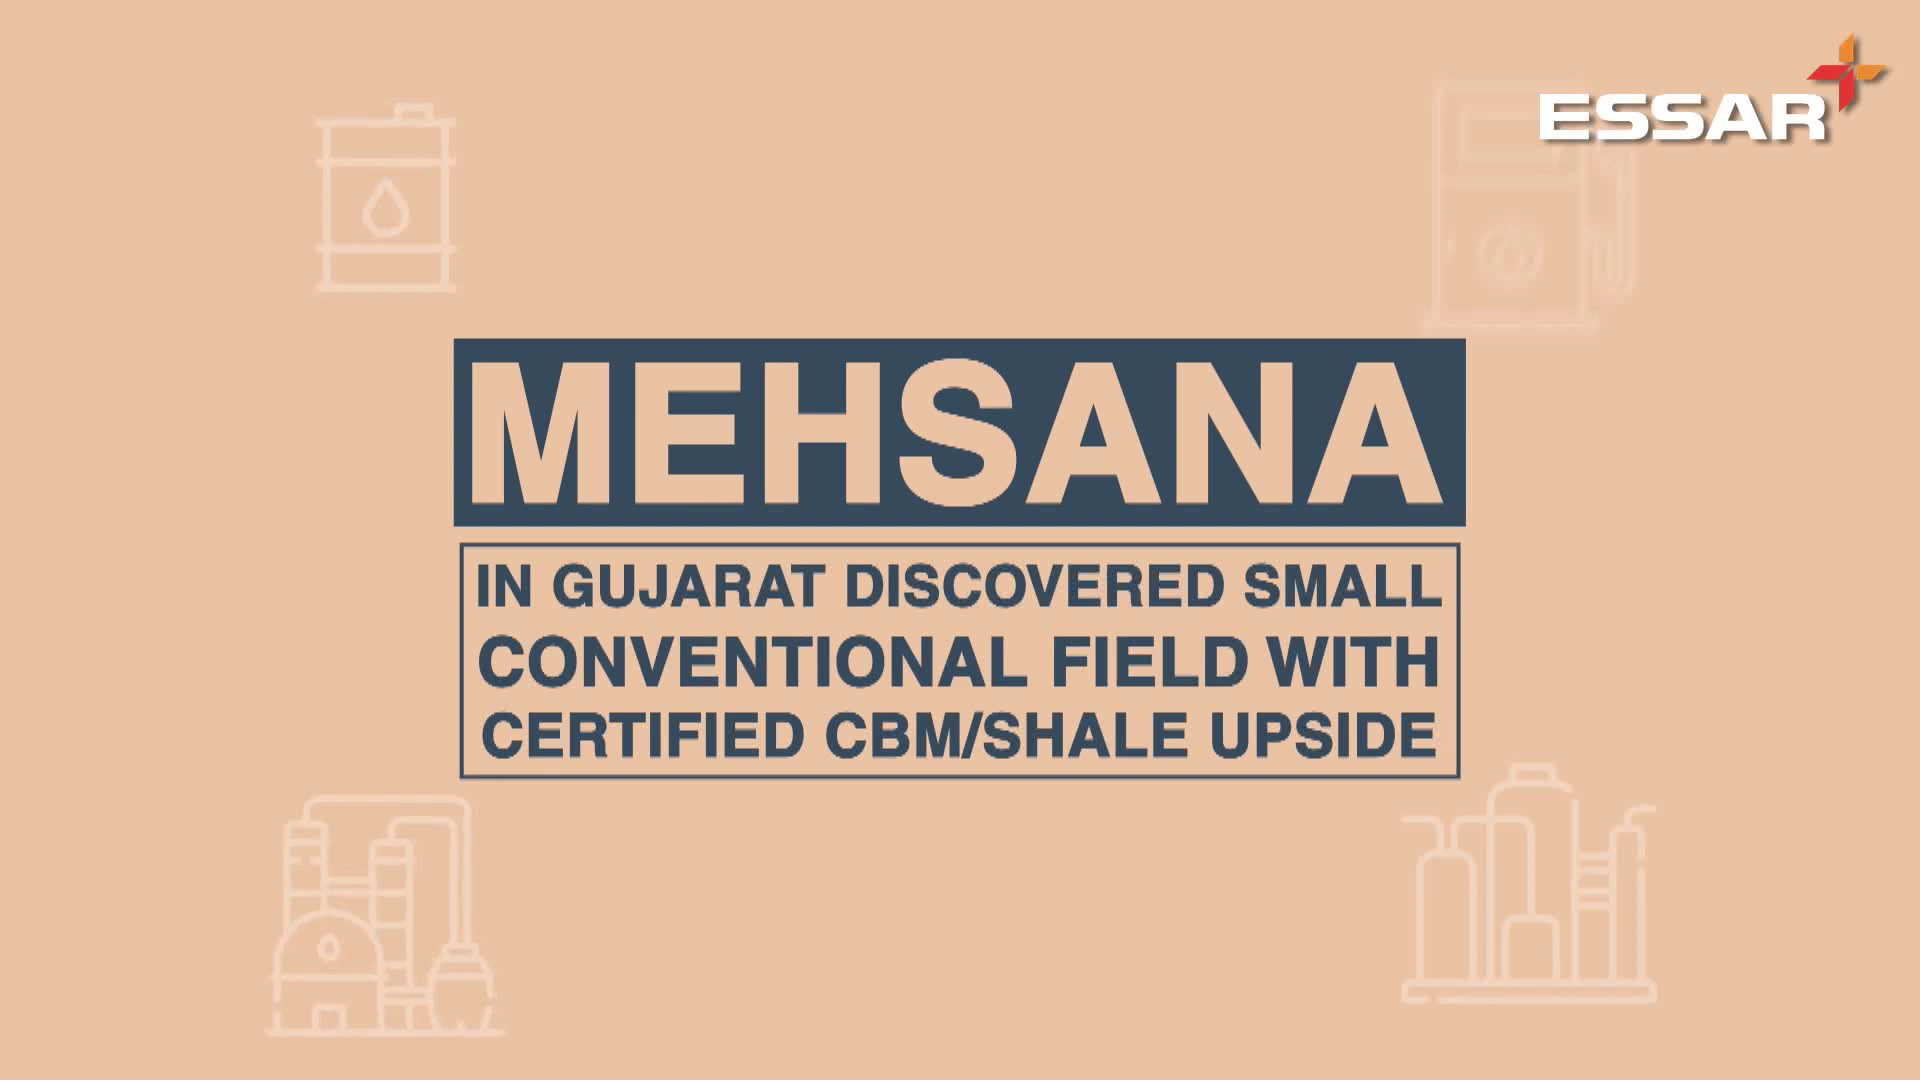 ESSAR
MEHSANA
IN GUJARAT DISCOVERED SMALL
CONVENTIONAL FIELD WITH
CERTIFIED CBM/SHALE UPSIDE